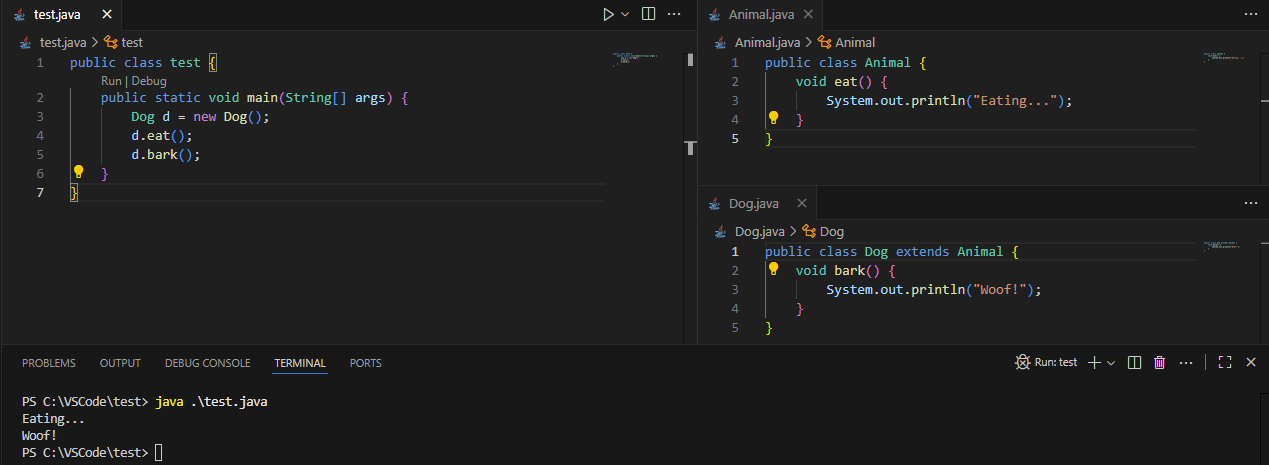 test.java
test.java > test
1 public class test {
Run | Debug
2 public static void main(String[] args) {
3 Dog d = new Dog();
4 d.eat();
5 d.bark();
6 }
7 }
Animal.java
Animal.java > Animal
1 public class Animal {
2 void eat() {
3 System.out.println("Eating...");
4 }
5 }
Dog.java
Dog.java > Dog
1 public class Dog extends Animal {
2 void bark() {
3 System.out.println("Woof!");
4 }
5 }
PROBLEMS OUTPUT DEBUG CONSOLE TERMINAL PORTS Run: test
PS C:\VSCode\test> java .\test.java
Eating...
Woof!
PS C:\VSCode\test>